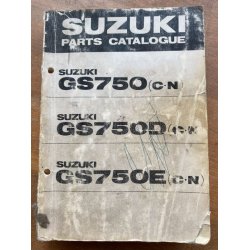 SUZUKI
PARTS CATALOGUE
SUZUKI
GS750(C·N)
SUZUKI
GS750D(C·N)
SUZUKI
GS750E(C·N)